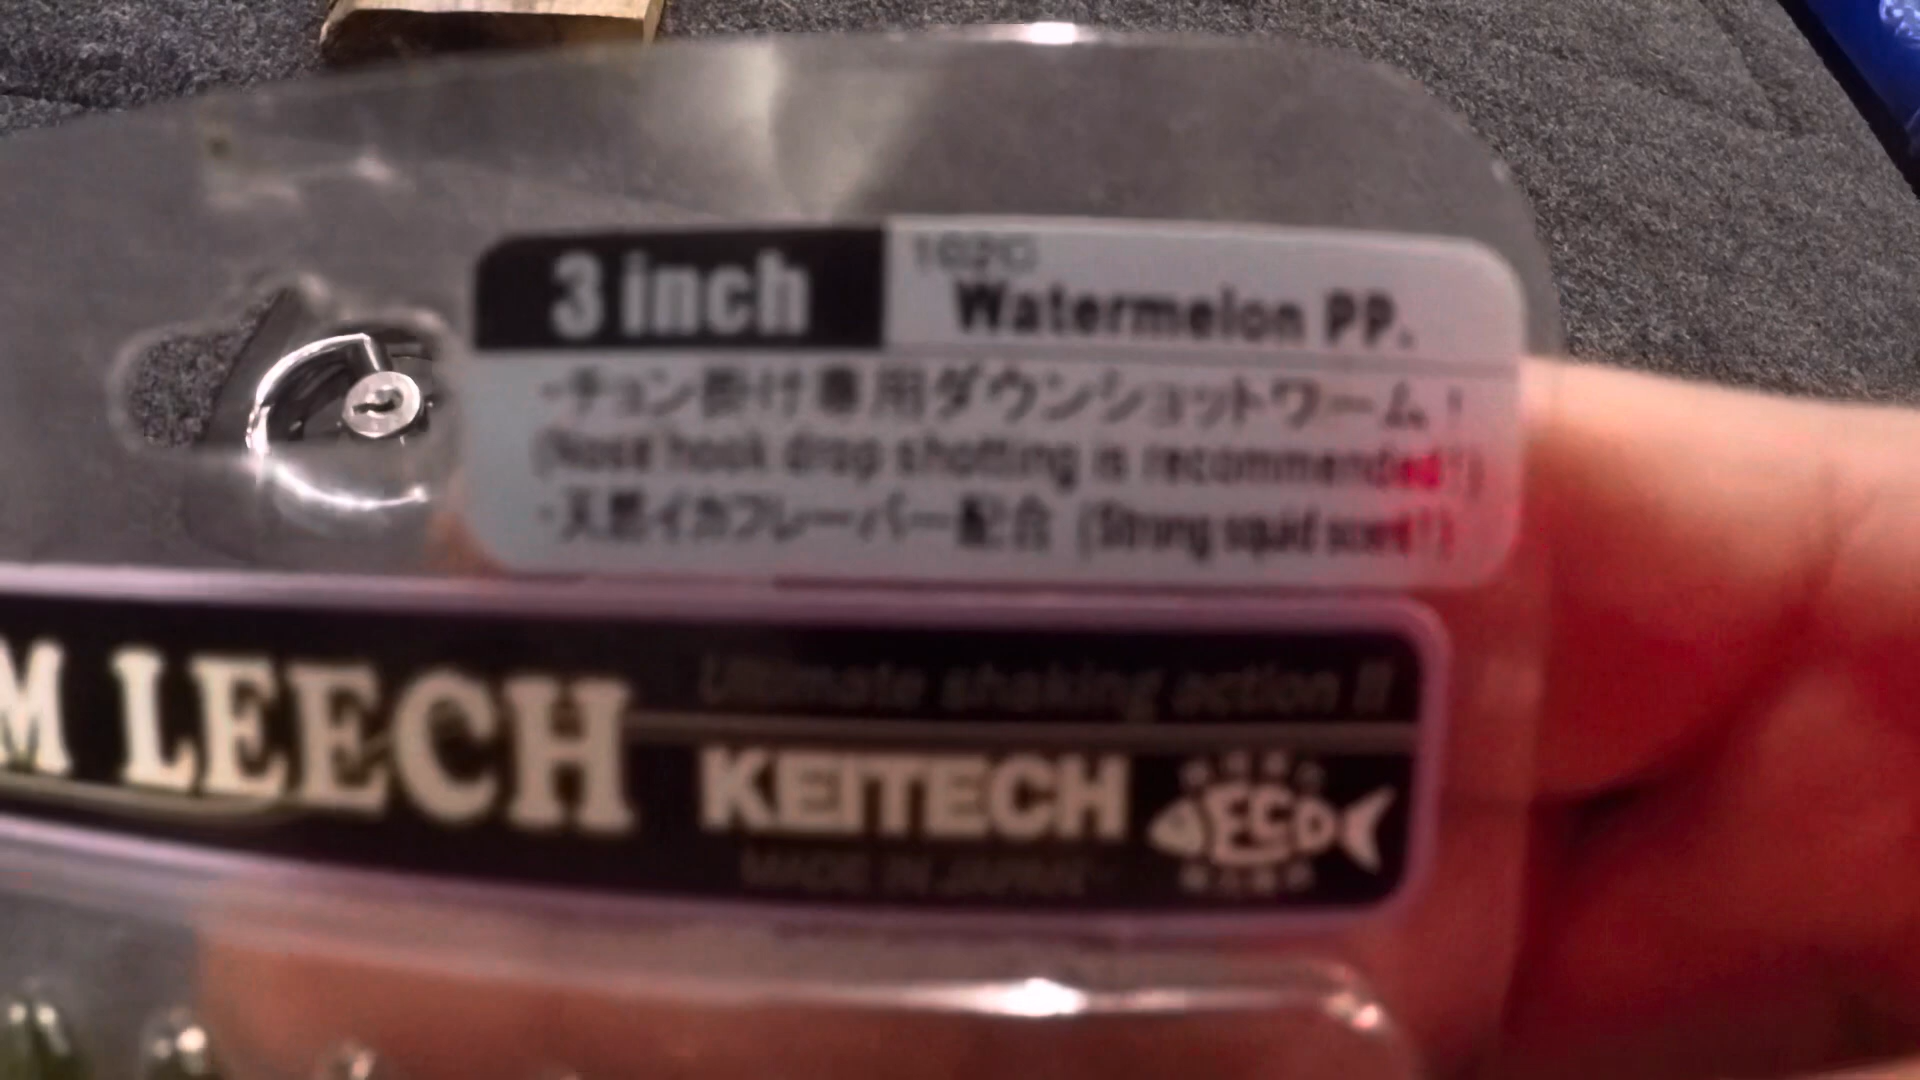 3 inch
Watermelon PP.
・チョン掛け専用ダウンショットワーム!
(Nose hook drop shotting is recommended!)
・天然イカフレーバー配合 (Strong squid scent!)
M LEECH
Ultimate shaking action !!
KEITECH
ECO
MADE IN JAPAN